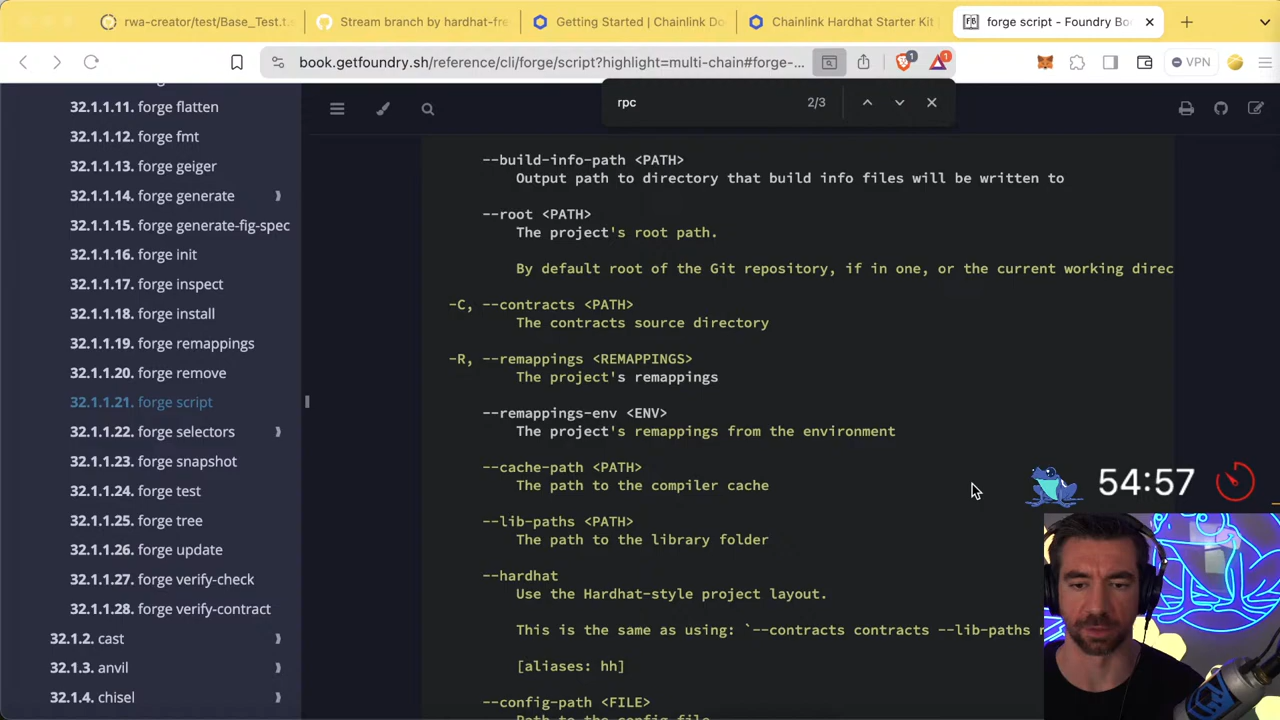 rwa-creator/test/Base_Test.t.s
Stream branch by hardhat-fre
Getting Started | Chainlink Do
Chainlink Hardhat Starter Kit
forge script - Foundry Bo
book.getfoundry.sh/reference/cli/forge/script?highlight=multi-chain#forge-...
1
1
VPN
rpc
2/3
32.1.1.11. forge flatten
32.1.1.12. forge fmt
32.1.1.13. forge geiger
32.1.1.14. forge generate
32.1.1.15. forge generate-fig-spec
32.1.1.16. forge init
32.1.1.17. forge inspect
32.1.1.18. forge install
32.1.1.19. forge remappings
32.1.1.20. forge remove
32.1.1.21. forge script
32.1.1.22. forge selectors
32.1.1.23. forge snapshot
32.1.1.24. forge test
32.1.1.25. forge tree
32.1.1.26. forge update
32.1.1.27. forge verify-check
32.1.1.28. forge verify-contract
32.1.2. cast
32.1.3. anvil
32.1.4. chisel
--build-info-path <PATH>
Output path to directory that build info files will be written to
--root <PATH>
The project's root path.
By default root of the Git repository, if in one, or the current working direc
-C, --contracts <PATH>
The contracts source directory
-R, --remappings <REMAPPINGS>
The project's remappings
--remappings-env <ENV>
The project's remappings from the environment
--cache-path <PATH>
The path to the compiler cache
--lib-paths <PATH>
The path to the library folder
--hardhat
Use the Hardhat-style project layout.
This is the same as using: `--contracts contracts --lib-paths
[aliases: hh]
--config-path <FILE>
Path to the config file
54:57